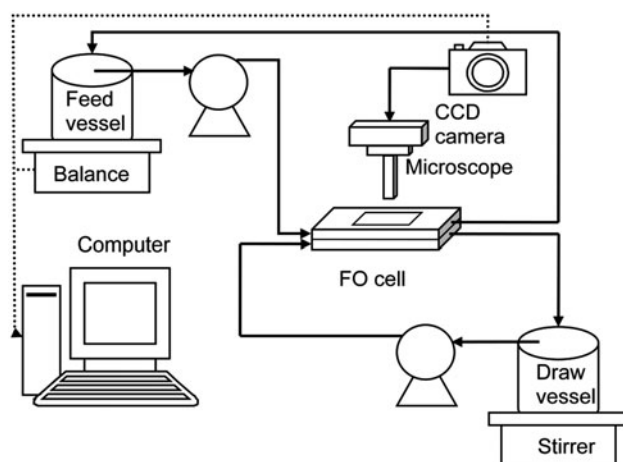 Feed
vessel
Balance
CCD
camera
Microscope
Computer
FO cell
Draw
vessel
Stirrer